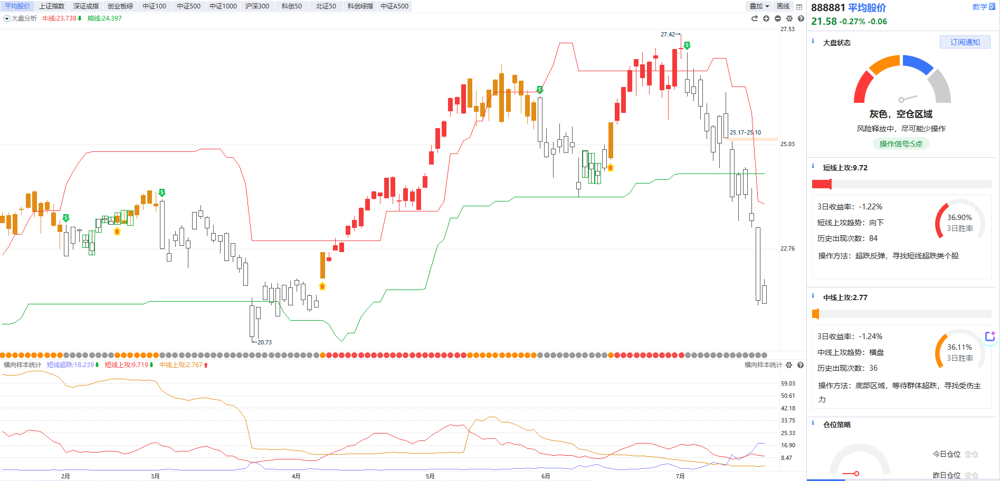 平均股价 上证指数 深证成指 创业板综 中证100 中证500 中证1000 沪深300 科创50 北证50 科创综指 中证A500 叠加 画线
大盘分析 牛线:23.738 熊线:24.397
27.53
27.42
S
S
25.17-25.10
25.03
B
S
S
B
22.76
B
20.73
横向样本统计 短线超跌:18.239 短线上攻:9.719 中线上攻:2.767
横向样本统计
59.03
50.61
42.18
33.75
25.33
16.90
8.47
2月 3月 4月 5月 6月 7月
888881 平均股价 教学
21.58 -0.27% -0.06
大盘状态 订阅通知
灰色，空仓区域
风险释放中，尽可能少操作
操作信号:S点
短线上攻:9.72
3日收益率：-1.22%
短线上攻趋势：向下
历史出现次数：84
36.90%
3日胜率
操作方法：超跌反弹，寻找短线超跌类个股
中线上攻:2.77
3日收益率：-1.24%
中线上攻趋势：横盘
历史出现次数：36
36.11%
3日胜率
操作方法：底部区域，等待群体超跌，寻找受伤主
力
仓位策略
今日仓位 空仓
昨日仓位 空仓